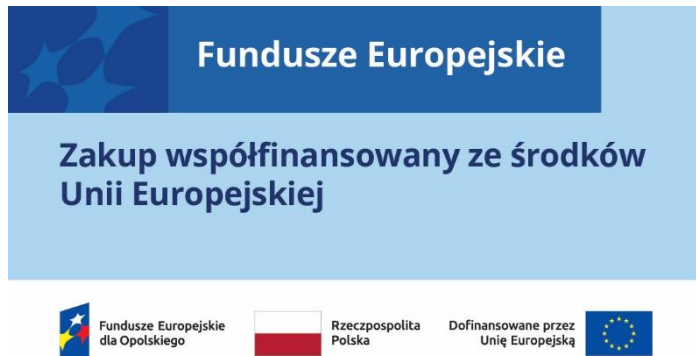 Fundusze Europejskie
Zakup współfinansowany ze środków
Unii Europejskiej
Fundusze Europejskie
dla Opolskiego
Rzeczpospolita
Polska
Dofinansowane przez
Unię Europejską